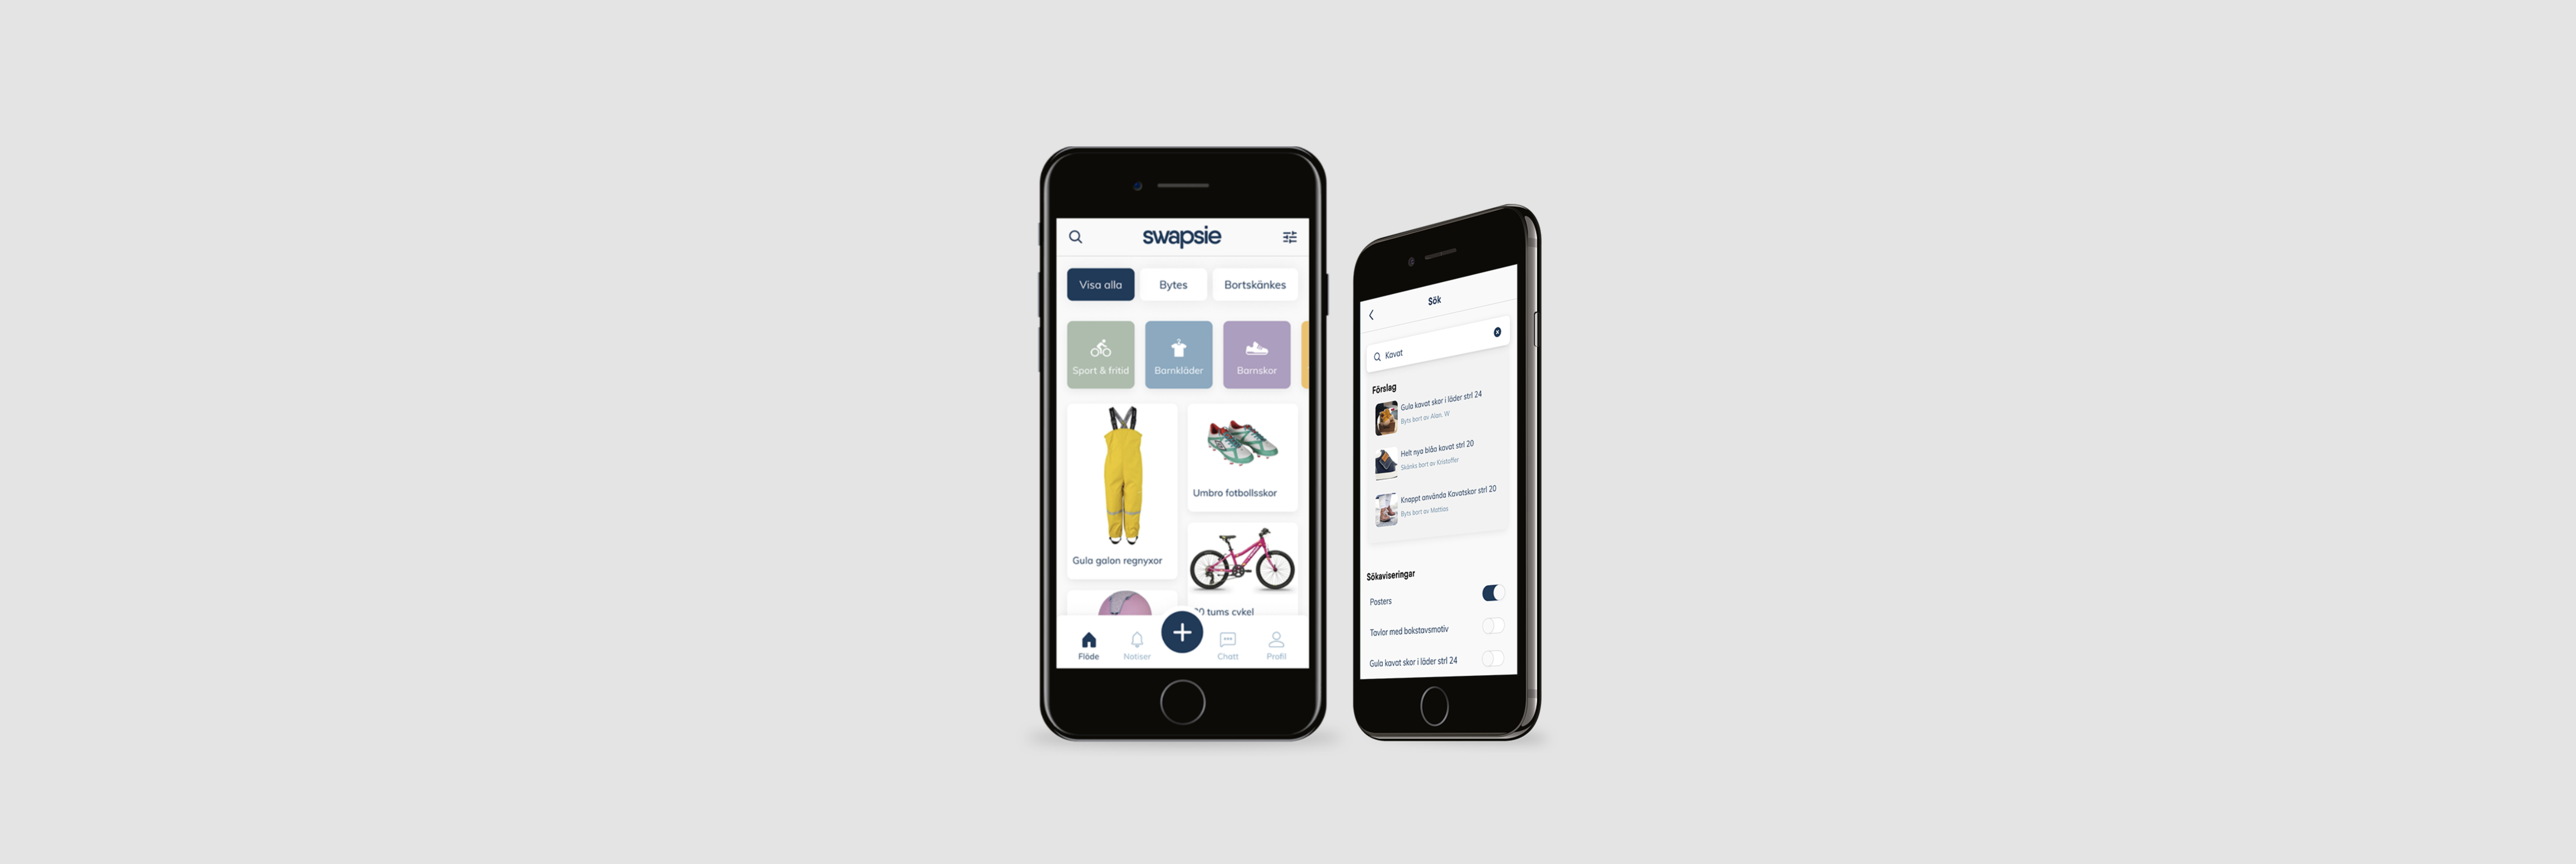 swapsie
Visa alla
Bytes
Bortskänkes
Sport & fritid
Barnkläder
Barnskor
Gula galon regnyxor
Umbro fotbollsskor
20 tums cykel
Flöde
Notiser
Chatt
Profil
Sök
Kavat
Förslag
Gula kavat skor i läder strl 24
Byts bort av Alan. W
Helt nya blåa kavat strl 20
Skänks bort av Kristoffer
Knappt använda Kavatskor strl 20
Byts bort av Mattias
Sökaviseringar
Posters
Tavlor med bokstavsmotiv
Gula kavat skor i läder strl 24